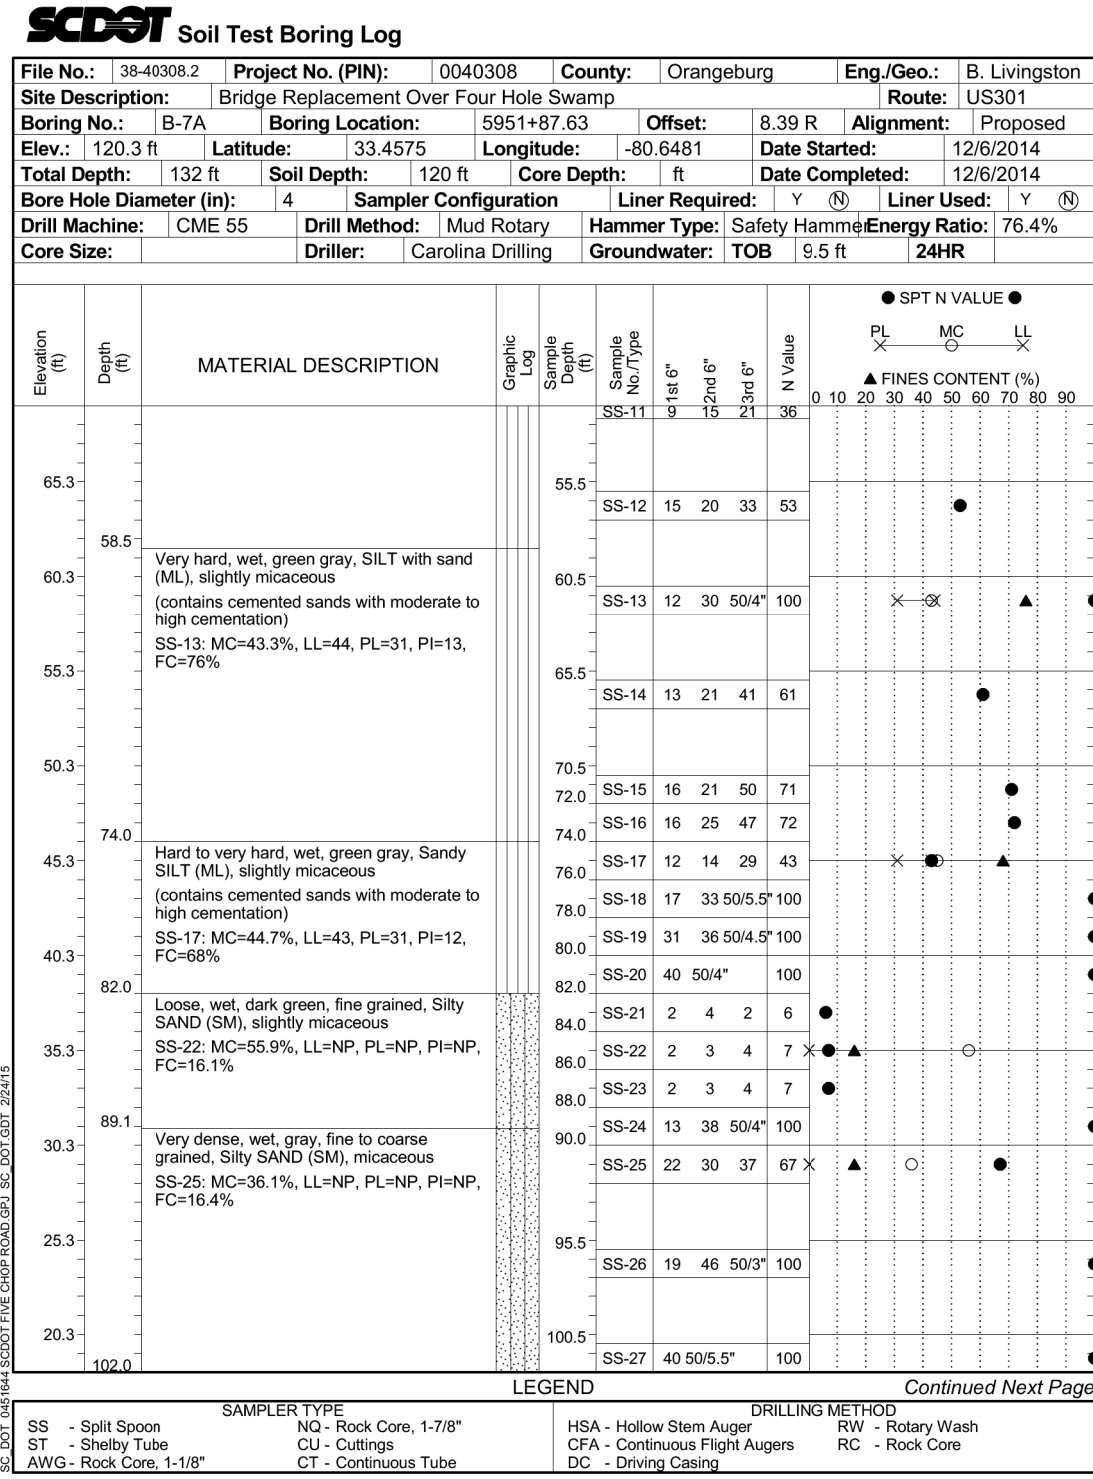 SCDOT Soil Test Boring Log
File No.: 38-40308.2 Project No. (PIN): 0040308 County: Orangeburg Eng./Geo.: B. Livingston
Site Description: Bridge Replacement Over Four Hole Swamp Route: US301
Boring No.: B-7A Boring Location: 5951+87.63 Offset: 8.39 R Alignment: Proposed
Elev.: 120.3 ft Latitude: 33.4575 Longitude: -80.6481 Date Started: 12/6/2014
Total Depth: 132 ft Soil Depth: 120 ft Core Depth: ft Date Completed: 12/6/2014
Bore Hole Diameter (in): 4 Sampler Configuration Liner Required: Y N Liner Used: Y N
Drill Machine: CME 55 Drill Method: Mud Rotary Hammer Type: Safety Hammer Energy Ratio: 76.4%
Core Size: Driller: Carolina Drilling Groundwater: TOB 9.5 ft 24HR
Elevation (ft) Depth (ft) MATERIAL DESCRIPTION Graphic Log Sample Depth (ft) Sample No./Type 1st 6" 2nd 6" 3rd 6" N Value
SPT N VALUE
PL MC LL
FINES CONTENT (%)
0 10 20 30 40 50 60 70 80 90
SS-11 9 15 21 36
65.3 55.5
SS-12 15 20 33 53
58.5
Very hard, wet, green gray, SILT with sand
(ML), slightly micaceous
60.3 60.5
(contains cemented sands with moderate to
high cementation)
SS-13 12 30 50/4" 100
SS-13: MC=43.3%, LL=44, PL=31, PI=13,
FC=76%
55.3 65.5
SS-14 13 21 41 61
50.3 70.5
SS-15 16 21 50 71
72.0
SS-16 16 25 47 72
74.0 74.0
Hard to very hard, wet, green gray, Sandy
SILT (ML), slightly micaceous
45.3 SS-17 12 14 29 43
76.0
(contains cemented sands with moderate to
high cementation)
SS-18 17 33 50/5.5" 100
78.0
SS-17: MC=44.7%, LL=43, PL=31, PI=12,
FC=68%
SS-19 31 36 50/4.5" 100
80.0
40.3
SS-20 40 50/4" 100
82.0 82.0
Loose, wet, dark green, fine grained, Silty
SAND (SM), slightly micaceous
SS-21 2 4 2 6
84.0
SS-22: MC=55.9%, LL=NP, PL=NP, PI=NP,
FC=16.1%
35.3 SS-22 2 3 4 7
86.0
SS-23 2 3 4 7
88.0
89.1
SS-24 13 38 50/4" 100
90.0
Very dense, wet, gray, fine to coarse
grained, Silty SAND (SM), micaceous
30.3
SS-25 22 30 37 67
SS-25: MC=36.1%, LL=NP, PL=NP, PI=NP,
FC=16.4%
25.3 95.5
SS-26 19 46 50/3" 100
20.3 100.5
SS-27 40 50/5.5" 100
102.0
LEGEND Continued Next Page
SAMPLER TYPE DRILLING METHOD
SS - Split Spoon NQ - Rock Core, 1-7/8" HSA - Hollow Stem Auger RW - Rotary Wash
ST - Shelby Tube CU - Cuttings CFA - Continuous Flight Augers RC - Rock Core
AWG - Rock Core, 1-1/8" CT - Continuous Tube DC - Driving Casing
SC_DOT 0451644 SCDOT FIVE CHOP ROAD.GPJ SC_DOT.GDT 2/24/15